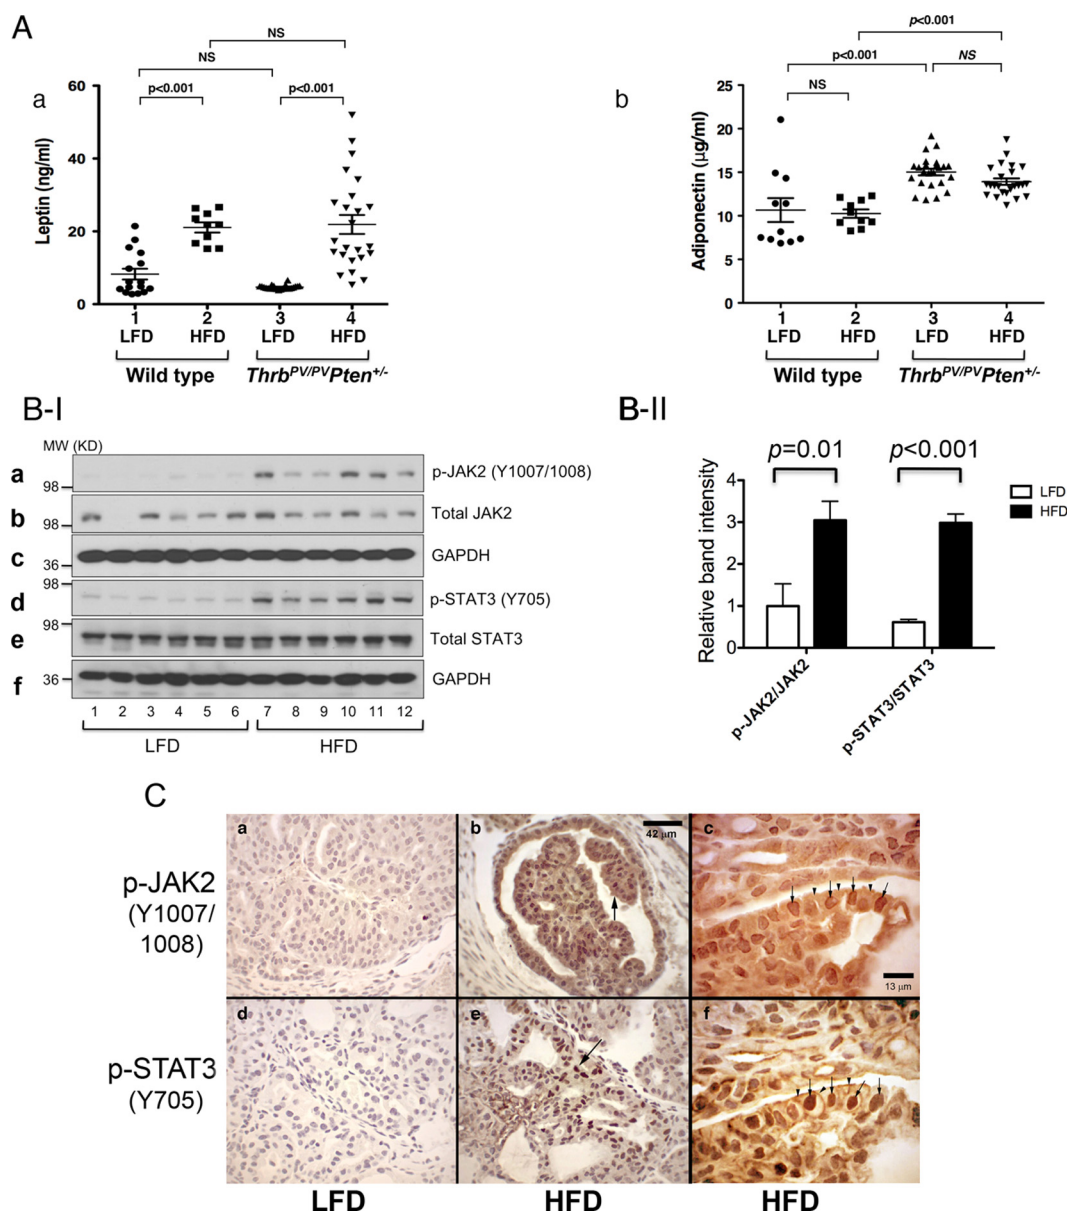 A
a
NS
NS
p<0.001
p<0.001
Leptin (ng/ml)
60
40
20
0
1
2
3
4
LFD
HFD
LFD
HFD
Wild type
Thrb^PV/PV Pten^+/-
b
p<0.001
p<0.001
NS
NS
Adiponectin (µg/ml)
25
20
15
10
5
0
1
2
3
4
LFD
HFD
LFD
HFD
Wild type
Thrb^PV/PV Pten^+/-
B-I
MW (KD)
a
98
p-JAK2 (Y1007/1008)
b
98
Total JAK2
c
36
GAPDH
98
d
p-STAT3 (Y705)
98
e
Total STAT3
f
36
GAPDH
1 2 3 4 5 6 7 8 9 10 11 12
LFD
HFD
B-II
p=0.01
p<0.001
Relative band intensity
4
3
2
1
0
LFD
HFD
p-JAK2/JAK2
p-STAT3/STAT3
C
p-JAK2
(Y1007/
1008)
a
b
42 µm
c
13 µm
p-STAT3
(Y705)
d
e
f
LFD
HFD
HFD